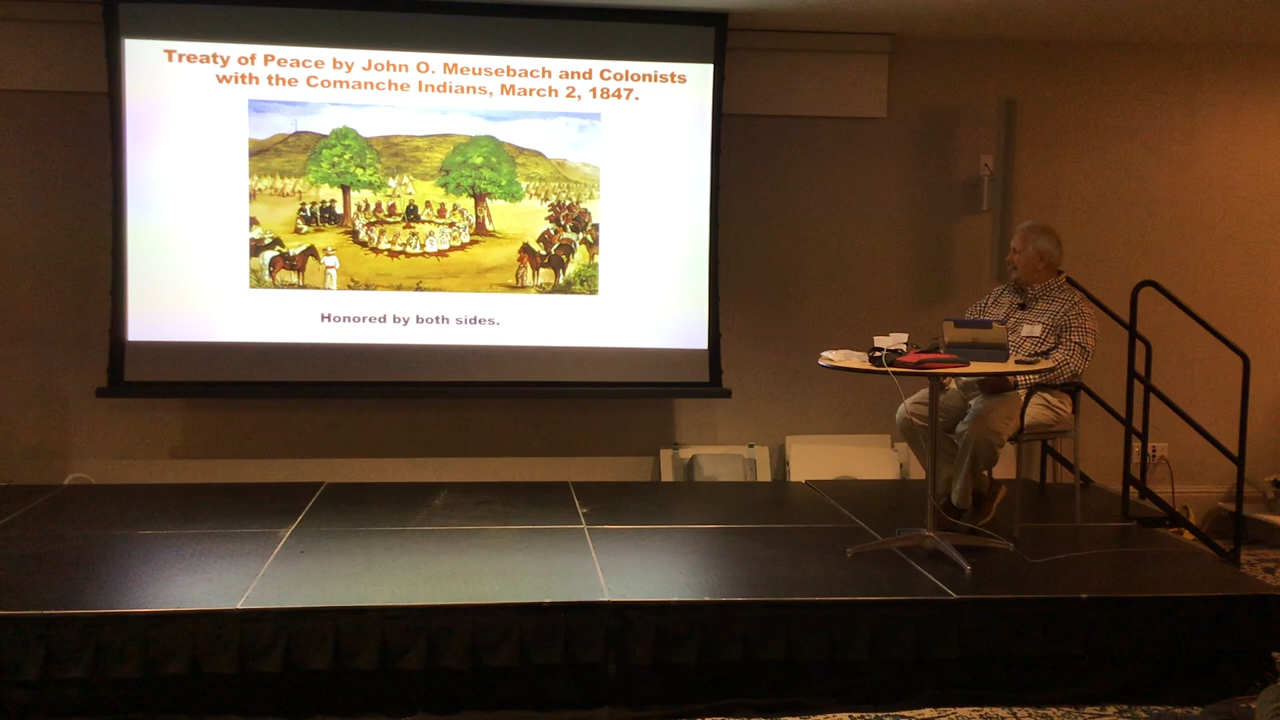 Treaty of Peace by John O. Meusebach and Colonists
with the Comanche Indians, March 2, 1847.
Honored by both sides.